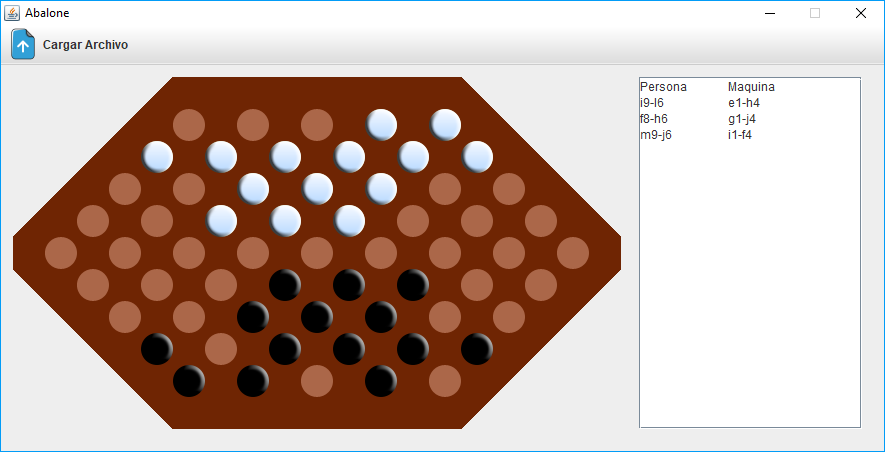 Abalone
Cargar Archivo
Persona Maquina
i9-l6 e1-h4
f8-h6 g1-j4
m9-j6 i1-f4